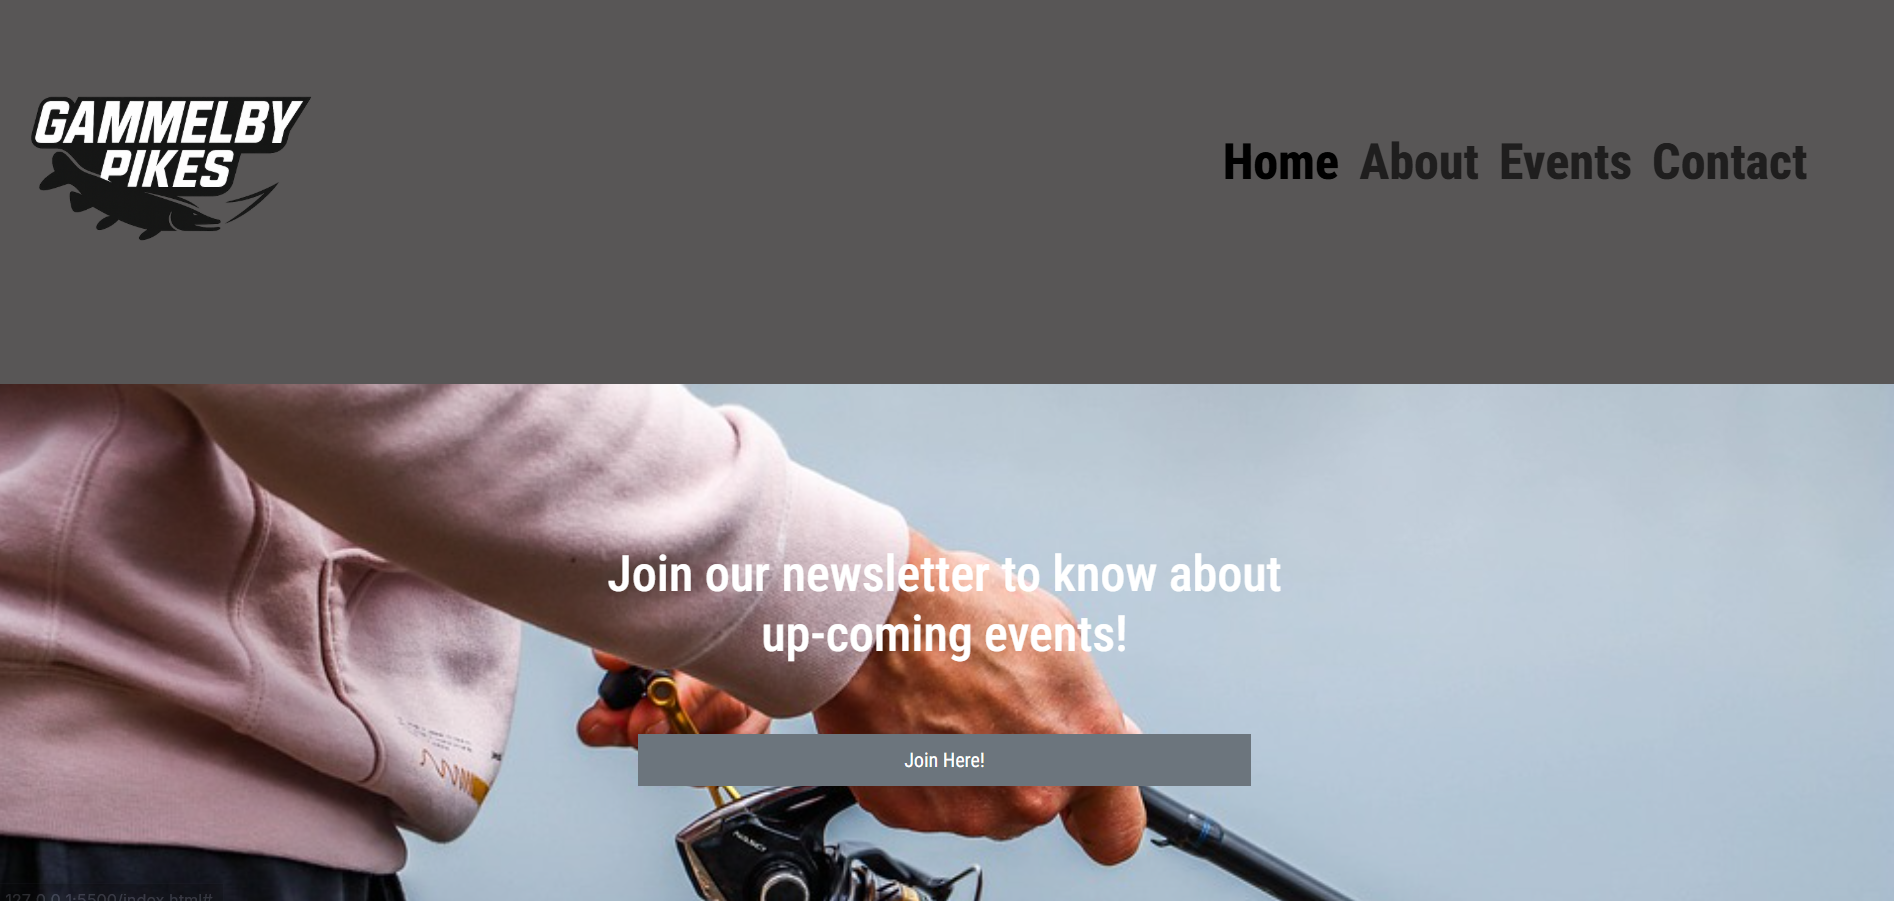 GAMMELBY
PIKES
Home About Events Contact
Join our newsletter to know about
up-coming events!
Join Here!
127.0.0.1:5500/index.html#